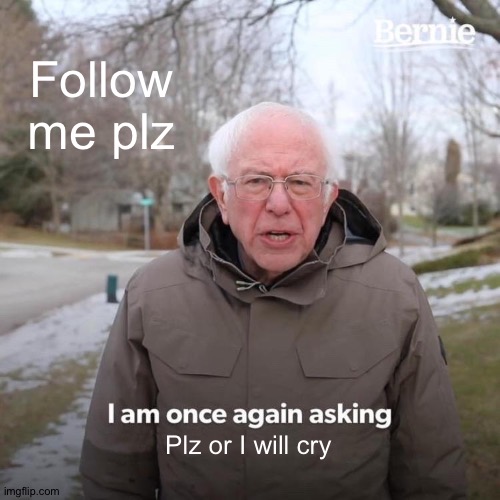 Bernie
Follow
me plz
I am once again asking
Plz or I will cry
imgflip.com